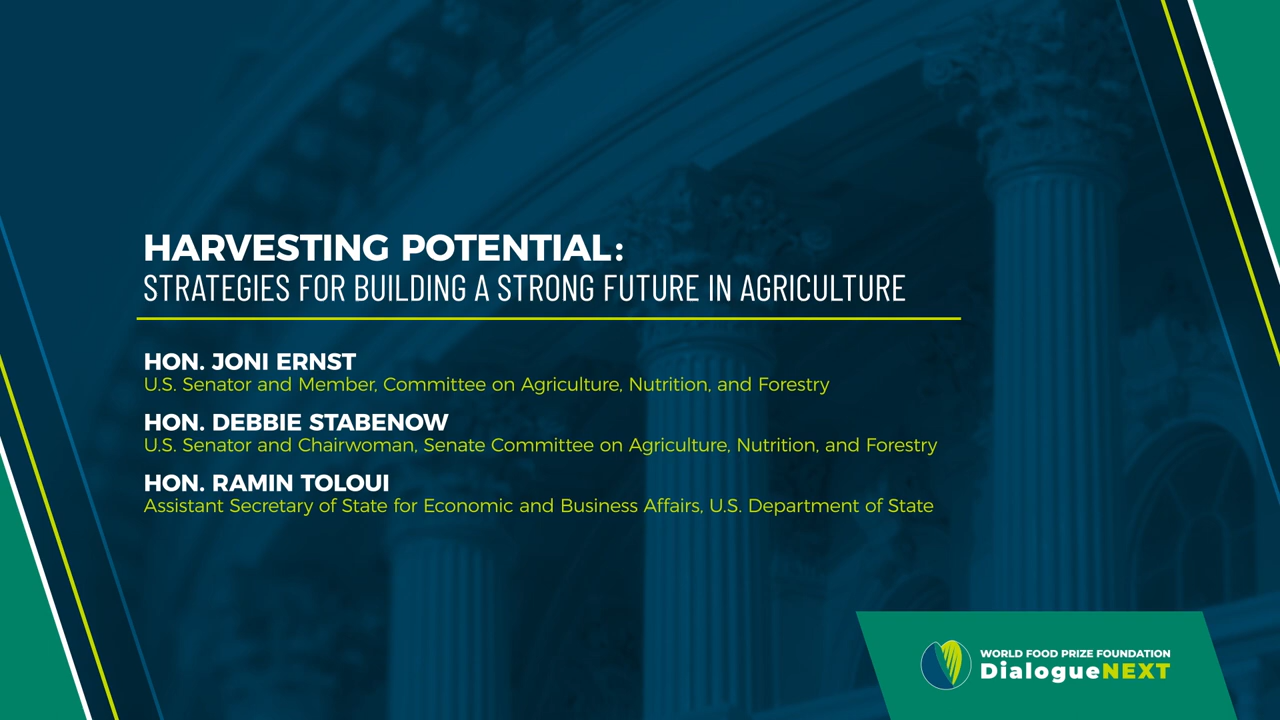 HARVESTING POTENTIAL:
STRATEGIES FOR BUILDING A STRONG FUTURE IN AGRICULTURE
HON. JONI ERNST
U.S. Senator and Member, Committee on Agriculture, Nutrition, and Forestry
HON. DEBBIE STABENOW
U.S. Senator and Chairwoman, Senate Committee on Agriculture, Nutrition, and Forestry
HON. RAMIN TOLOUI
Assistant Secretary of State for Economic and Business Affairs, U.S. Department of State
WORLD FOOD PRIZE FOUNDATION
DialogueNEXT